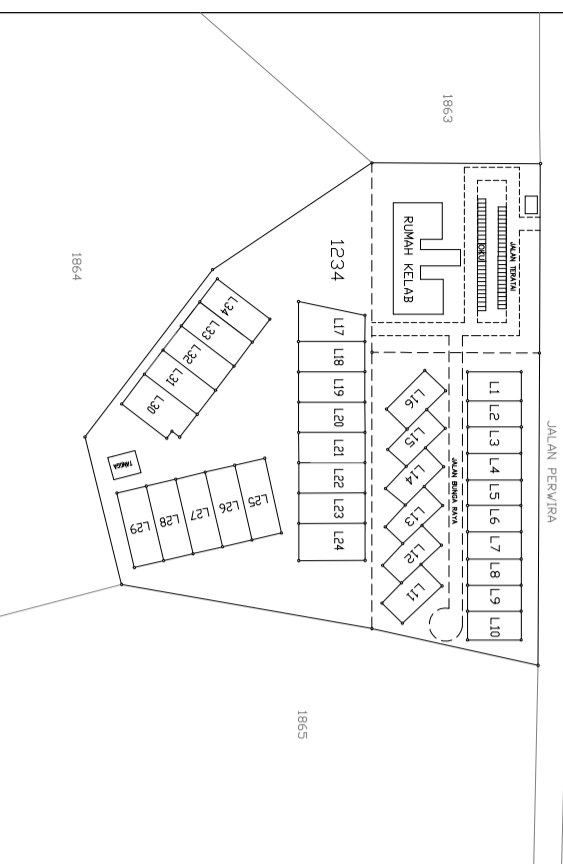 JALAN PERWIRA
1863
JALAN TERATAI
RUMAH KELAB
1234
1864
L1
L2
L3
L4
L5
L6
L7
L8
L9
L10
JALAN BUNGA RAYA
L16
L15
L14
L13
L12
L11
L17
L18
L19
L20
L21
L22
L23
L24
L34
L33
L32
L31
L30
L25
L26
L27
L28
L29
TANGGA
1865